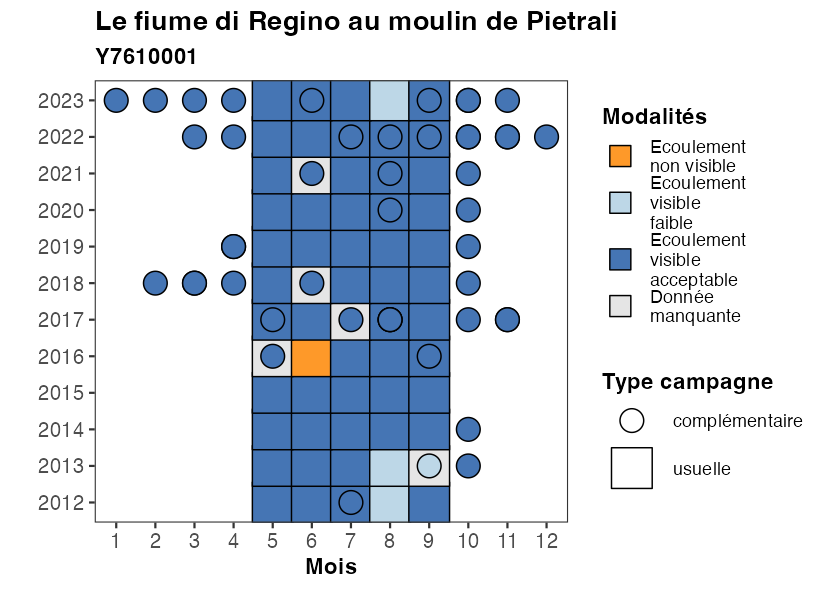 Le fiume di Regino au moulin de Pietrali
Y7610001
2023
2022
2021
2020
2019
2018
2017
2016
2015
2014
2013
2012
1 2 3 4 5 6 7 8 9 10 11 12
Mois
Modalités
Ecoulement
non visible
Ecoulement
visible
faible
Ecoulement
visible
acceptable
Donnée
manquante
Type campagne
complémentaire
usuelle